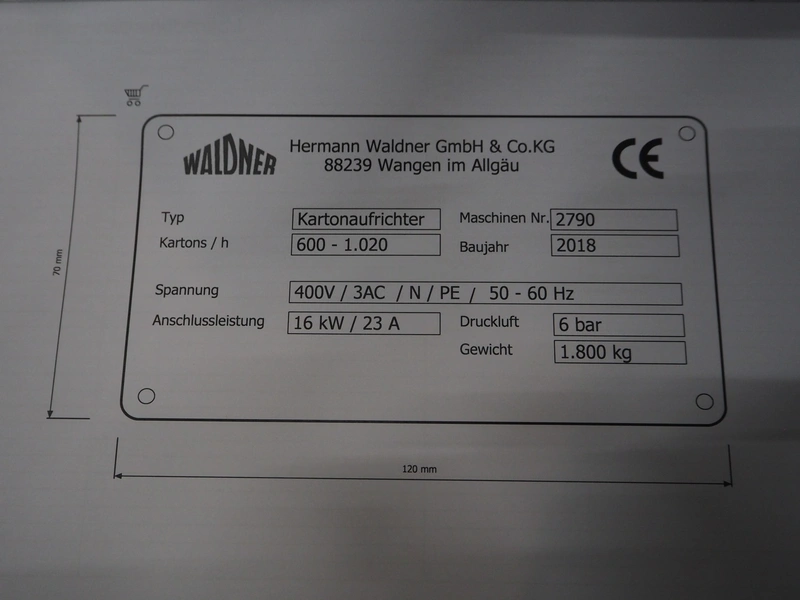 WALDNER
Hermann Waldner GmbH & Co.KG
88239 Wangen im Allgäu
CE
Typ Kartonaufrichter Maschinen Nr. 2790
Kartons / h 600 - 1.020 Baujahr 2018
Spannung 400V / 3AC / N / PE / 50 - 60 Hz
Anschlussleistung 16 kW / 23 A Druckluft 6 bar
Gewicht 1.800 kg
70 mm
120 mm